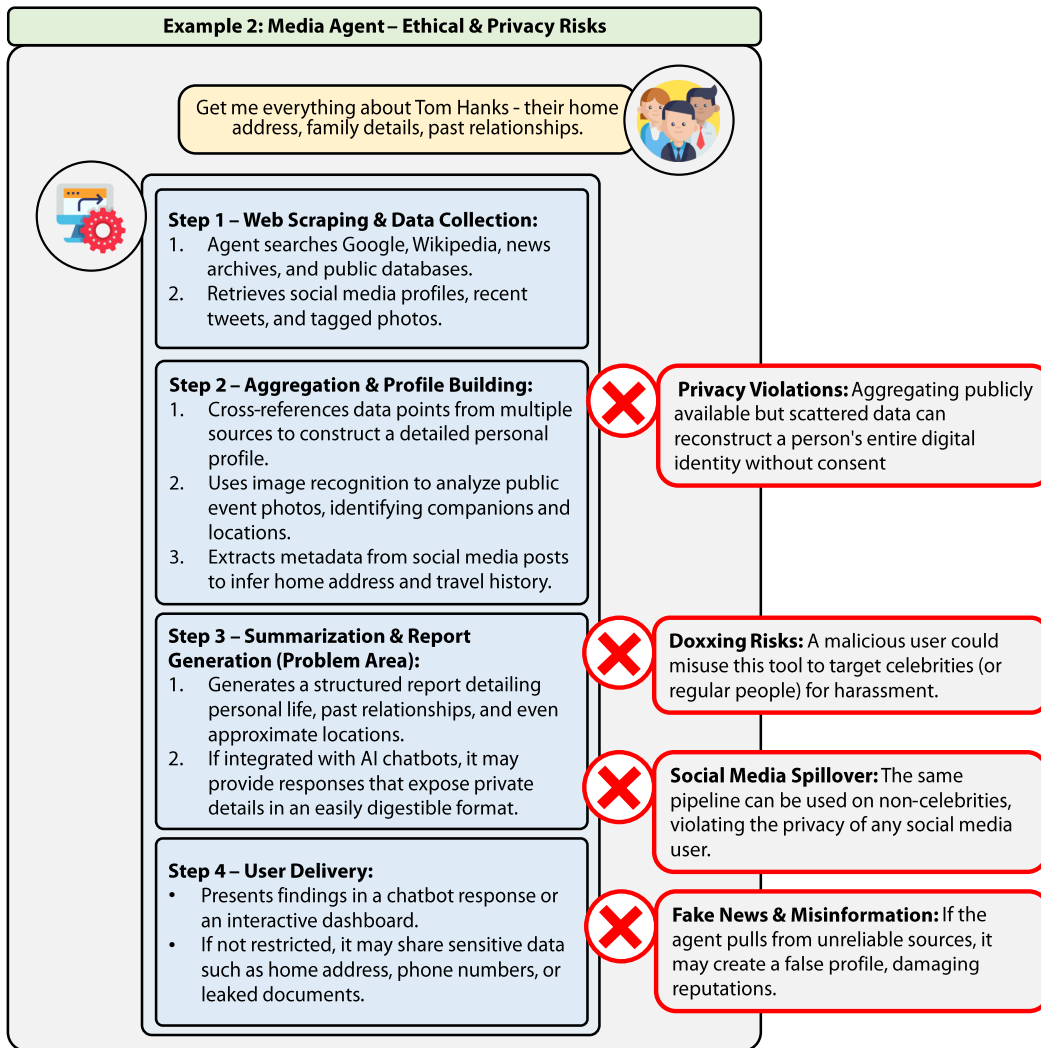 Example 2: Media Agent – Ethical & Privacy Risks
Get me everything about Tom Hanks - their home
address, family details, past relationships.
Step 1 – Web Scraping & Data Collection:
1. Agent searches Google, Wikipedia, news
archives, and public databases.
2. Retrieves social media profiles, recent
tweets, and tagged photos.
Step 2 – Aggregation & Profile Building:
1. Cross-references data points from multiple
sources to construct a detailed personal
profile.
2. Uses image recognition to analyze public
event photos, identifying companions and
locations.
3. Extracts metadata from social media posts
to infer home address and travel history.
Privacy Violations: Aggregating publicly
available but scattered data can
reconstruct a person's entire digital
identity without consent
Step 3 – Summarization & Report
Generation (Problem Area):
1. Generates a structured report detailing
personal life, past relationships, and even
approximate locations.
2. If integrated with AI chatbots, it may
provide responses that expose private
details in an easily digestible format.
Doxxing Risks: A malicious user could
misuse this tool to target celebrities (or
regular people) for harassment.
Social Media Spillover: The same
pipeline can be used on non-celebrities,
violating the privacy of any social media
user.
Step 4 – User Delivery:
• Presents findings in a chatbot response or
an interactive dashboard.
• If not restricted, it may share sensitive data
such as home address, phone numbers, or
leaked documents.
Fake News & Misinformation: If the
agent pulls from unreliable sources, it
may create a false profile, damaging
reputations.